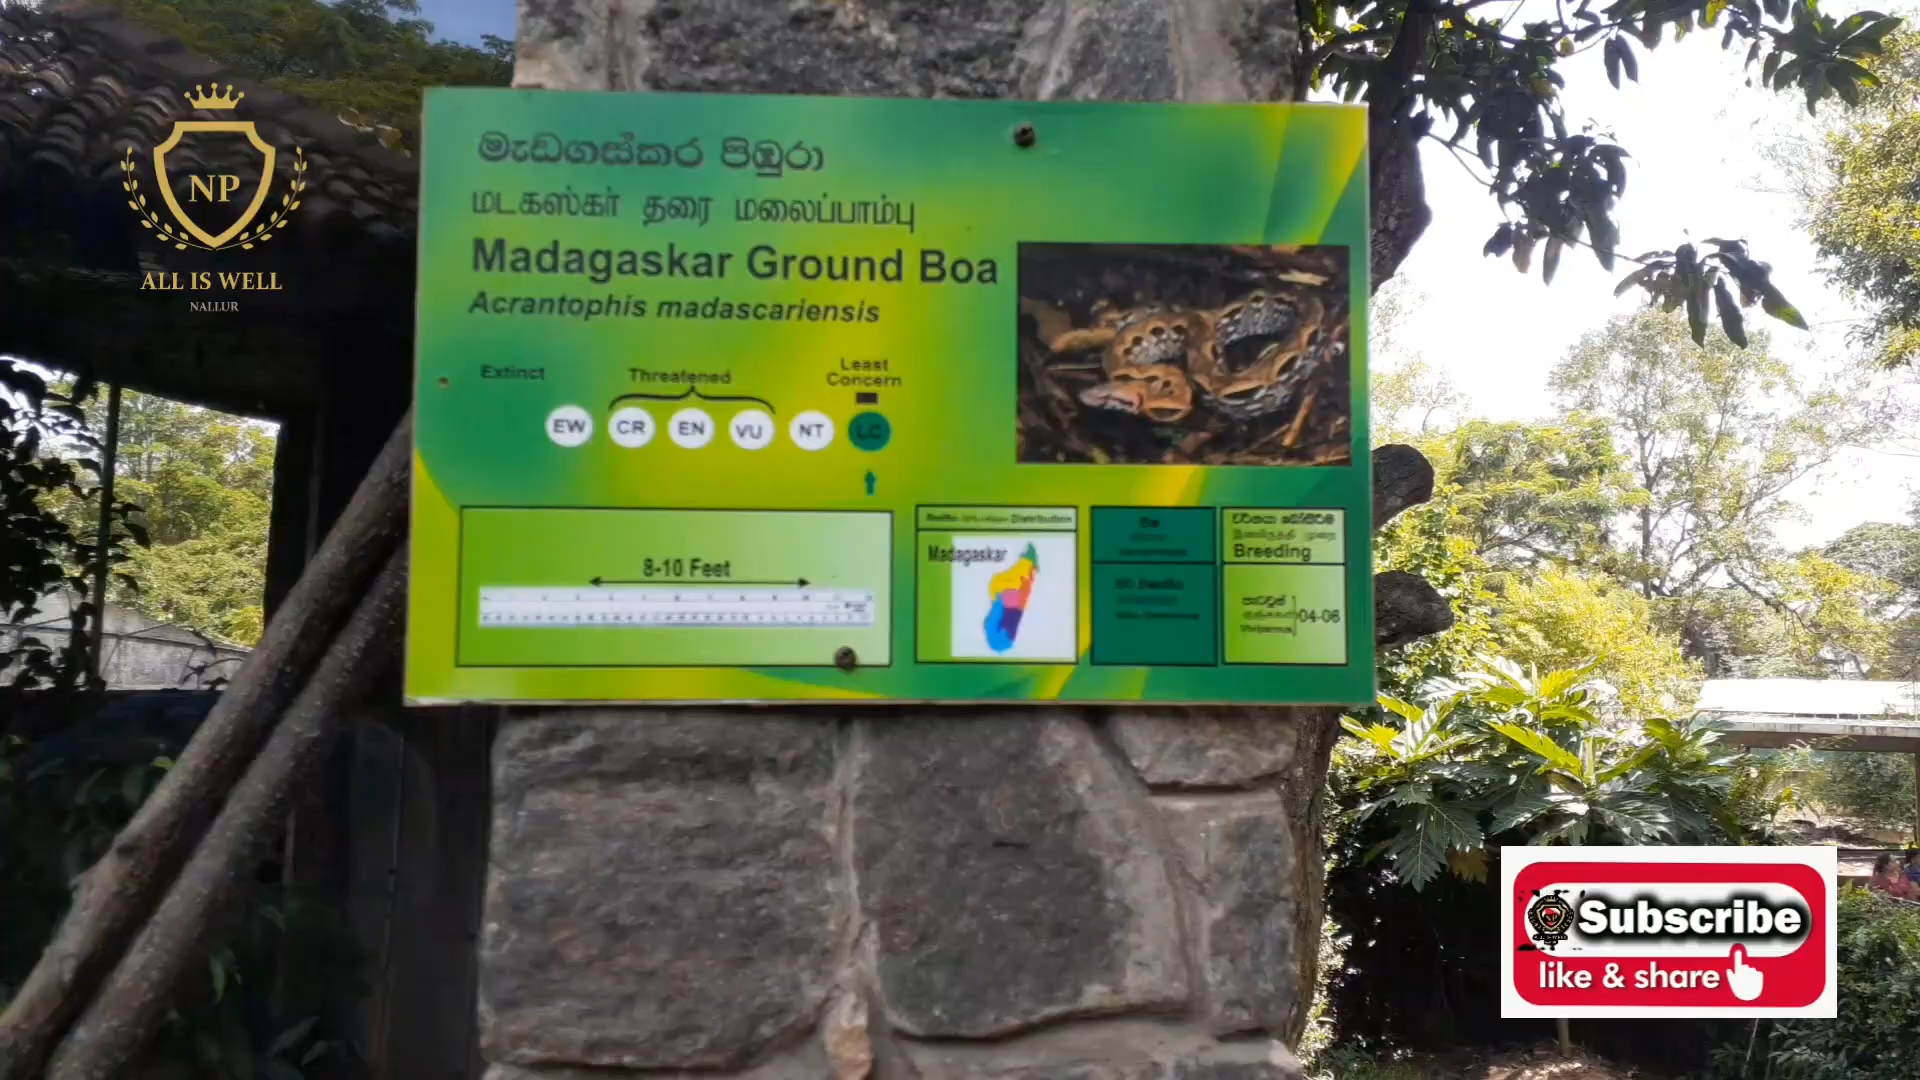 NP
ALL IS WELL
NALLUR
මැඩගස්කර පිඹුරා
மடகஸ்கர் தரை மலைப்பாம்பு
Madagaskar Ground Boa
Acrantophis madascariensis
Extinct
Threatened
Least
Concern
EW CR EN VU NT LC
8-10 Feet
Distribution
Madagaskar
Breeding
04-06
Subscribe
like & share